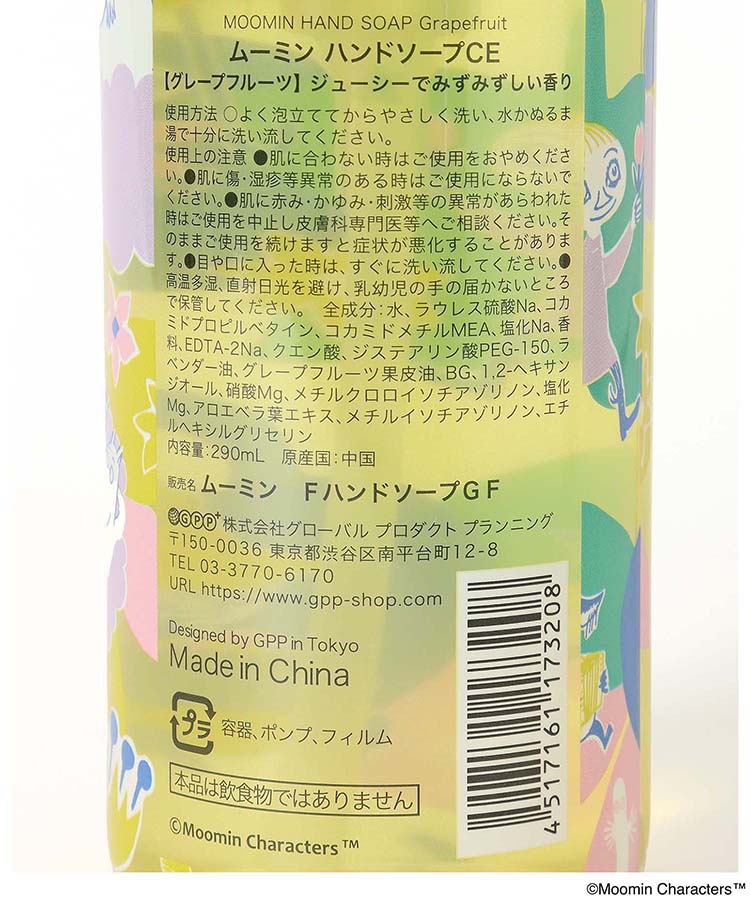 MOOMIN HAND SOAP Grapefruit
ムーミン ハンドソープCE
【グレープフルーツ】ジューシーでみずみずしい香り
使用方法 ○よく泡立ててからやさしく洗い、水かぬるま
湯で十分に洗い流してください。
使用上の注意 ●肌に合わない時はご使用をおやめくださ
い。●肌に傷・湿疹等異常のある時はご使用にならないで
ください。●肌に赤み・かゆみ・刺激等の異常があらわれた
時はご使用を中止し皮膚科専門医等へご相談ください。そ
のままご使用を続けますと症状が悪化することがありま
す。●目や口に入った時は、すぐに洗い流してください。●
高温多湿、直射日光を避け、乳幼児の手の届かないところ
で保管してください。 全成分:水、ラウレス硫酸Na、コカ
ミドプロピルベタイン、コカミドメチルMEA、塩化Na、香
料、EDTA-2Na、クエン酸、ジステアリン酸PEG-150、ラ
ベンダー油、グレープフルーツ果皮油、BG、1,2-ヘキサン
ジオール、硝酸Mg、メチルクロロイソチアゾリノン、塩化
Mg、アロエベラ葉エキス、メチルイソチアゾリノン、エチ
ルヘキシルグリセリン
内容量:290mL 原産国:中国
販売名 ムーミン FハンドソープGF
GPP+株式会社グローバル プロダクト プランニング
〒150-0036 東京都渋谷区南平台町12-8
TEL 03-3770-6170
URL https://www.gpp-shop.com
Designed by GPP in Tokyo
Made in China
プラ 容器、ポンプ、フィルム
本品は飲食物ではありません
©Moomin Characters™
4 517161 173208
©Moomin Characters™